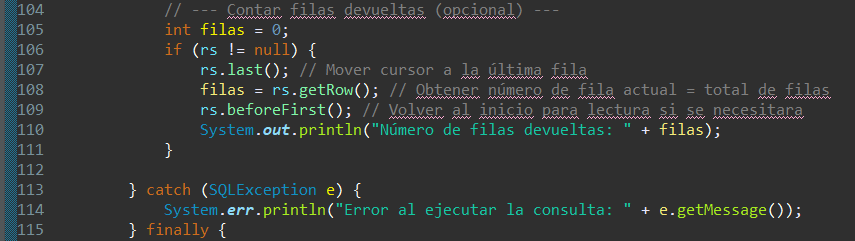 104 // --- Contar filas devueltas (opcional) ---
105 int filas = 0;
106 if (rs != null) {
107 rs.last(); // Mover cursor a la última fila
108 filas = rs.getRow(); // Obtener número de fila actual = total de filas
109 rs.beforeFirst(); // Volver al inicio para lectura si se necesitara
110 System.out.println("Número de filas devueltas: " + filas);
111 }
112
113 } catch (SQLException e) {
114 System.err.println("Error al ejecutar la consulta: " + e.getMessage());
115 } finally {